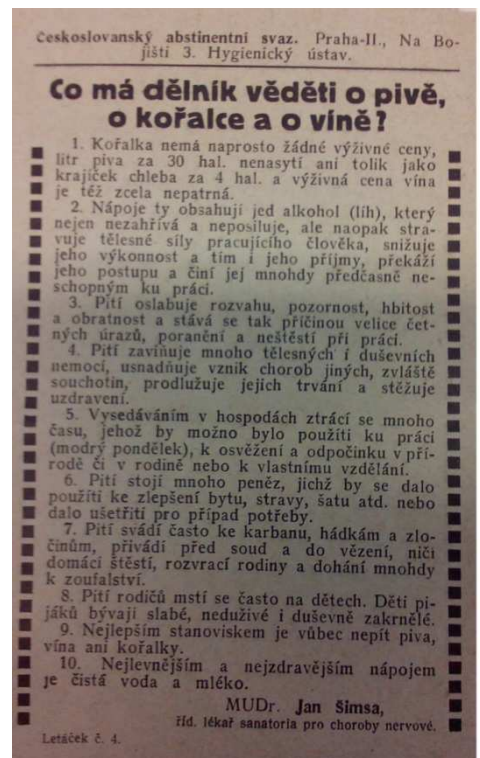 Československanský abstinentní svaz. Praha-II., Na Bo-
jišti 3. Hygienický ústav.
Co má dělník věděti o pivě,
o kořalce a o víně?
1. Kořalka nemá naprosto žádné výživné ceny,
litr piva za 30 hal. nenasytí ani tolik jako
krajíček chleba za 4 hal. a výživná cena vína
je též zcela nepatrná.
2. Nápoje ty obsahují jed alkohol (líh), který
nejen nezahřívá a neposiluje, ale naopak stra-
vuje tělesné síly pracujícího člověka, snižuje
jeho výkonnost a tím i jeho příjmy, překáží
jeho postupu a činí jej mnohdy předčasně ne-
schopným ku práci.
3. Pití oslabuje rozvahu, pozornost, hbitost
a obratnost a stává se tak příčinou velice čet-
ných úrazů, poranění a neštěstí při práci.
4. Pití zaviňuje mnoho tělesných i duševních
nemocí, usnadňuje vznik chorob jiných, zvláště
souchotin, prodlužuje jejich trvání a stěžuje
uzdravení.
5. Vysedáváním v hospodách ztrácí se mnoho
času, jehož by možno bylo použíti ku práci
(modrý pondělek), k osvěžení a odpočinku v pří-
rodě či v rodině nebo k vlastnímu vzdělání.
6. Pití stojí mnoho peněz, jichž by se dalo
použíti ke zlepšení bytu, stravy, šatu atd. nebo
dalo ušetřiti pro případ potřeby.
7. Pití svádí často ke karbanu, hádkám a zlo-
činům, přivádí před soud a do vězení, ničí
domácí štěstí, rozvrací rodiny a dohání mnohdy
k zoufalství.
8. Pití rodičů mstí se často na dětech. Děti pi-
jáků bývají slabé, neduživé i duševně zakrnělé.
9. Nejlepším stanoviskem je vůbec nepít piva,
vína ani kořalky.
10. Nejlevnějším a nejzdravějším nápojem
je čistá voda a mléko.
MUDr. Jan Šimsa,
říd. lékař sanatoria pro choroby nervové.
Letáček č. 4.